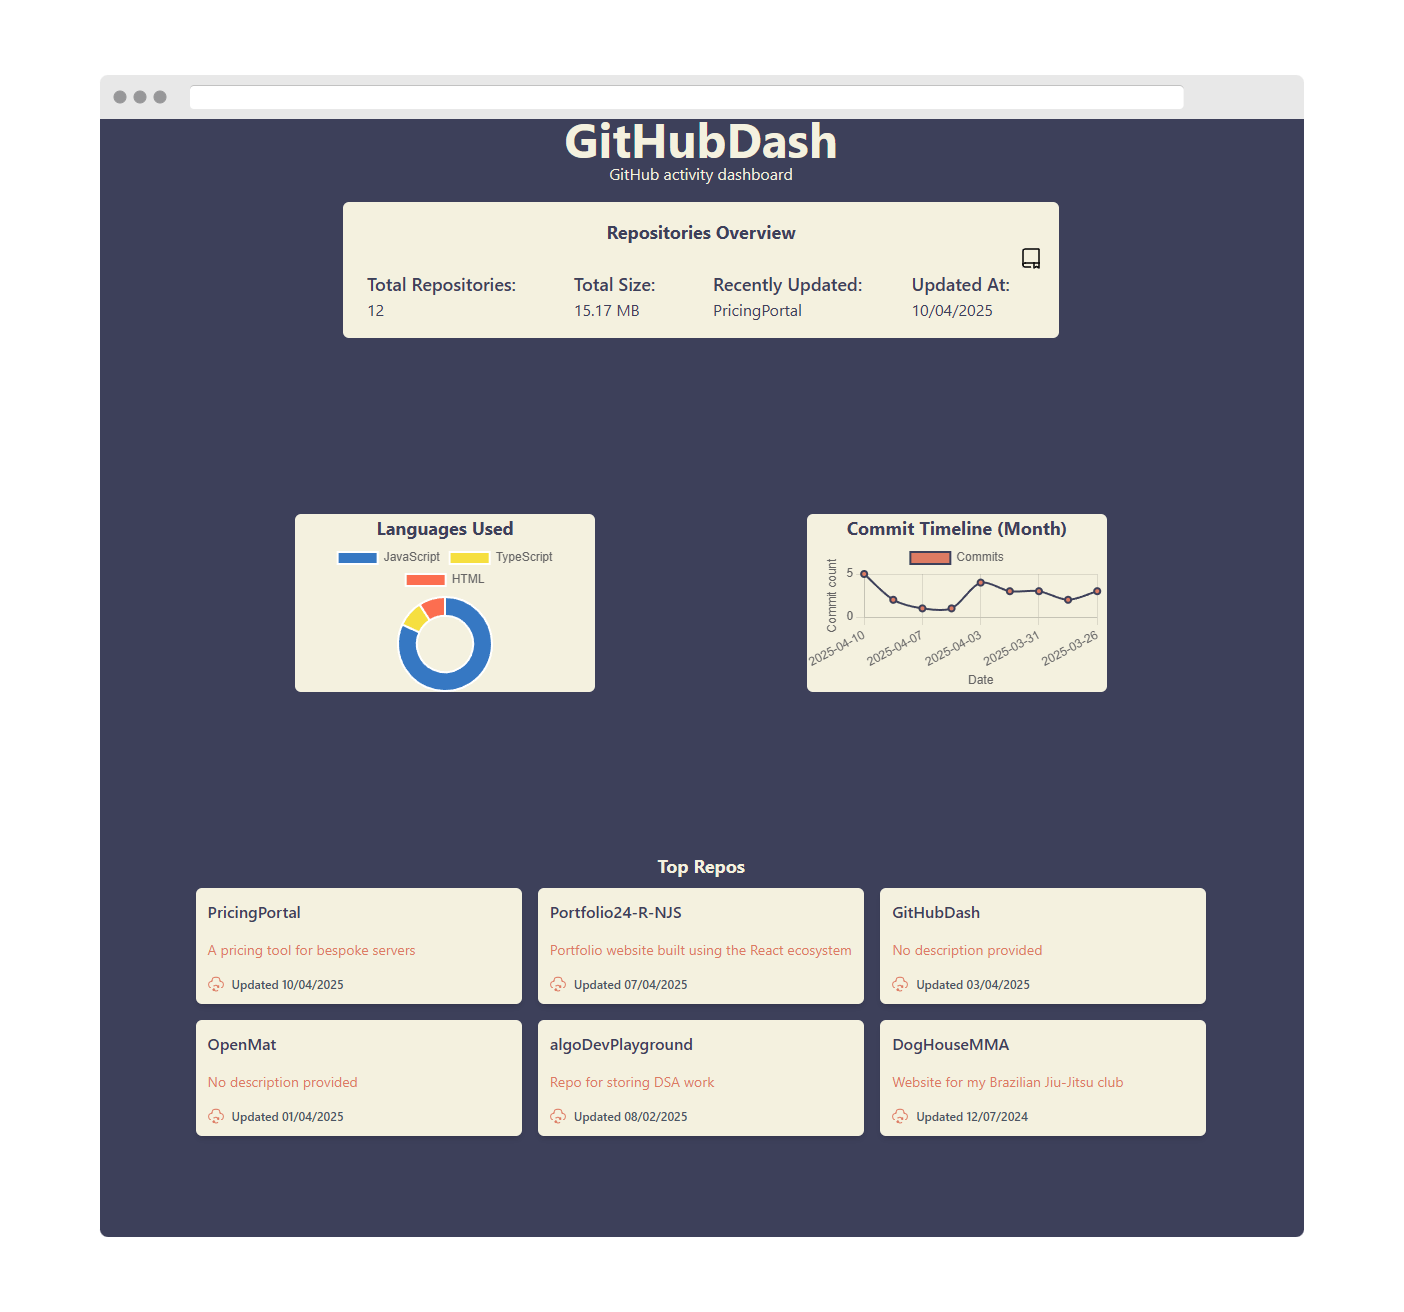 GitHubDash
GitHub activity dashboard
Repositories Overview
Total Repositories:
12
Total Size:
15.17 MB
Recently Updated:
PricingPortal
Updated At:
10/04/2025
Languages Used
JavaScript TypeScript
HTML
Commit Timeline (Month)
Commits
Commit count
5
0
2025-04-10 2025-04-07 2025-04-03 2025-03-31 2025-03-26
Date
Top Repos
PricingPortal
A pricing tool for bespoke servers
Updated 10/04/2025
Portfolio24-R-NJS
Portfolio website built using the React ecosystem
Updated 07/04/2025
GitHubDash
No description provided
Updated 03/04/2025
OpenMat
No description provided
Updated 01/04/2025
algoDevPlayground
Repo for storing DSA work
Updated 08/02/2025
DogHouseMMA
Website for my Brazilian Jiu-Jitsu club
Updated 12/07/2024